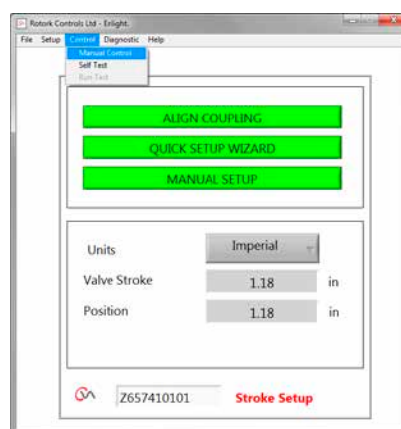 Rotork Controls Ltd - Enlight.
File Setup Control Diagnostic Help
Manual Control
Self Test
Run Test
ALIGN COUPLING
QUICK SETUP WIZARD
MANUAL SETUP
Units Imperial
Valve Stroke 1.18 in
Position 1.18 in
Z657410101 Stroke Setup